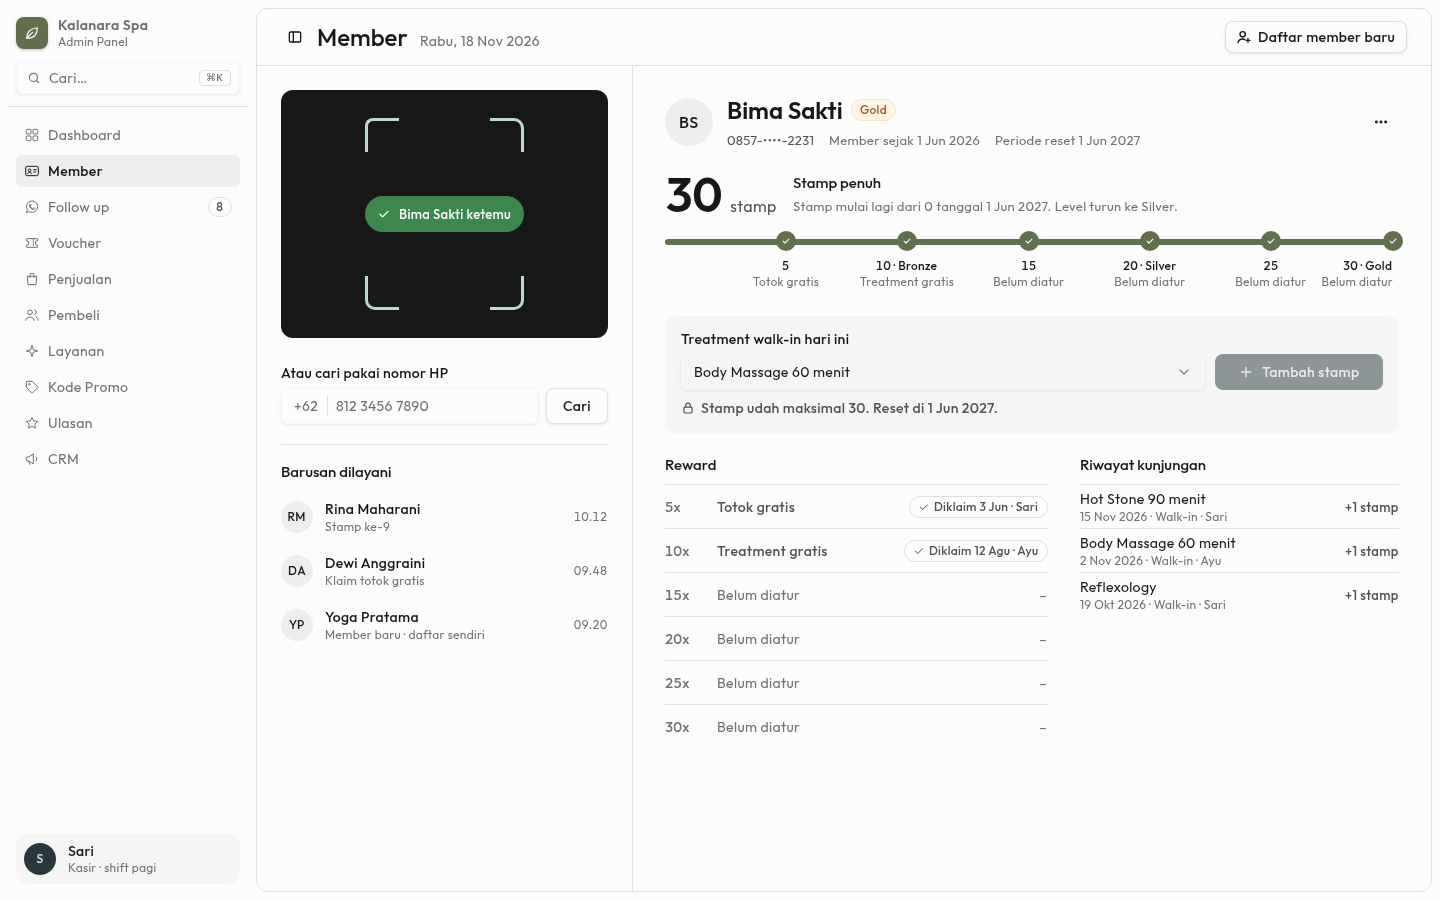 Kalanara Spa
Admin Panel
Cari...
⌘K
Dashboard
Member
Follow up
8
Voucher
Penjualan
Pembeli
Layanan
Kode Promo
Ulasan
CRM
S
Sari
Kasir · shift pagi
Member
Rabu, 18 Nov 2026
Daftar member baru
Bima Sakti ketemu
Atau cari pakai nomor HP
+62
812 3456 7890
Cari
Barusan dilayani
RM
Rina Maharani
Stamp ke-9
10.12
DA
Dewi Anggraini
Klaim totok gratis
09.48
YP
Yoga Pratama
Member baru · daftar sendiri
09.20
BS
Bima Sakti
Gold
0857-••••-2231
Member sejak 1 Jun 2026
Periode reset 1 Jun 2027
30 stamp
Stamp penuh
Stamp mulai lagi dari 0 tanggal 1 Jun 2027. Level turun ke Silver.
5
Totok gratis
10 · Bronze
Treatment gratis
15
Belum diatur
20 · Silver
Belum diatur
25
Belum diatur
30 · Gold
Belum diatur
Treatment walk-in hari ini
Body Massage 60 menit
Tambah stamp
Stamp udah maksimal 30. Reset di 1 Jun 2027.
Reward
5x
Totok gratis
Diklaim 3 Jun · Sari
10x
Treatment gratis
Diklaim 12 Agu · Ayu
15x
Belum diatur
–
20x
Belum diatur
–
25x
Belum diatur
–
30x
Belum diatur
–
Riwayat kunjungan
Hot Stone 90 menit
15 Nov 2026 · Walk-in · Sari
+1 stamp
Body Massage 60 menit
2 Nov 2026 · Walk-in · Ayu
+1 stamp
Reflexology
19 Okt 2026 · Walk-in · Sari
+1 stamp